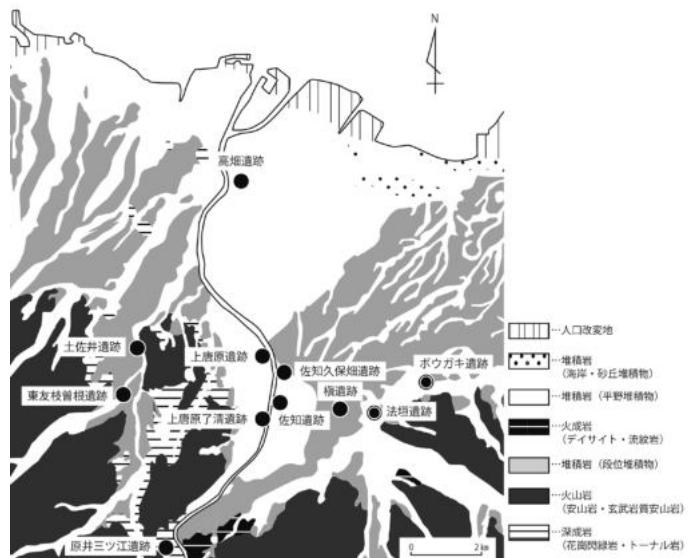 N
高畑遺跡
土佐井遺跡
上唐原遺跡
佐知久保畑遺跡
ボウガキ遺跡
東友枝曽根遺跡
槇遺跡
上唐原了清遺跡
佐知遺跡
法垣遺跡
原井三ツ江遺跡
0 2km
…人口改変地
…堆積岩
(海岸・砂丘堆積物)
…堆積岩(平野堆積物)
…火成岩
(デイサイト・流紋岩)
…堆積岩(段位堆積物)
…火山岩
(安山岩・玄武岩質安山岩)
…深成岩
(花崗閃緑岩・トーナル岩)